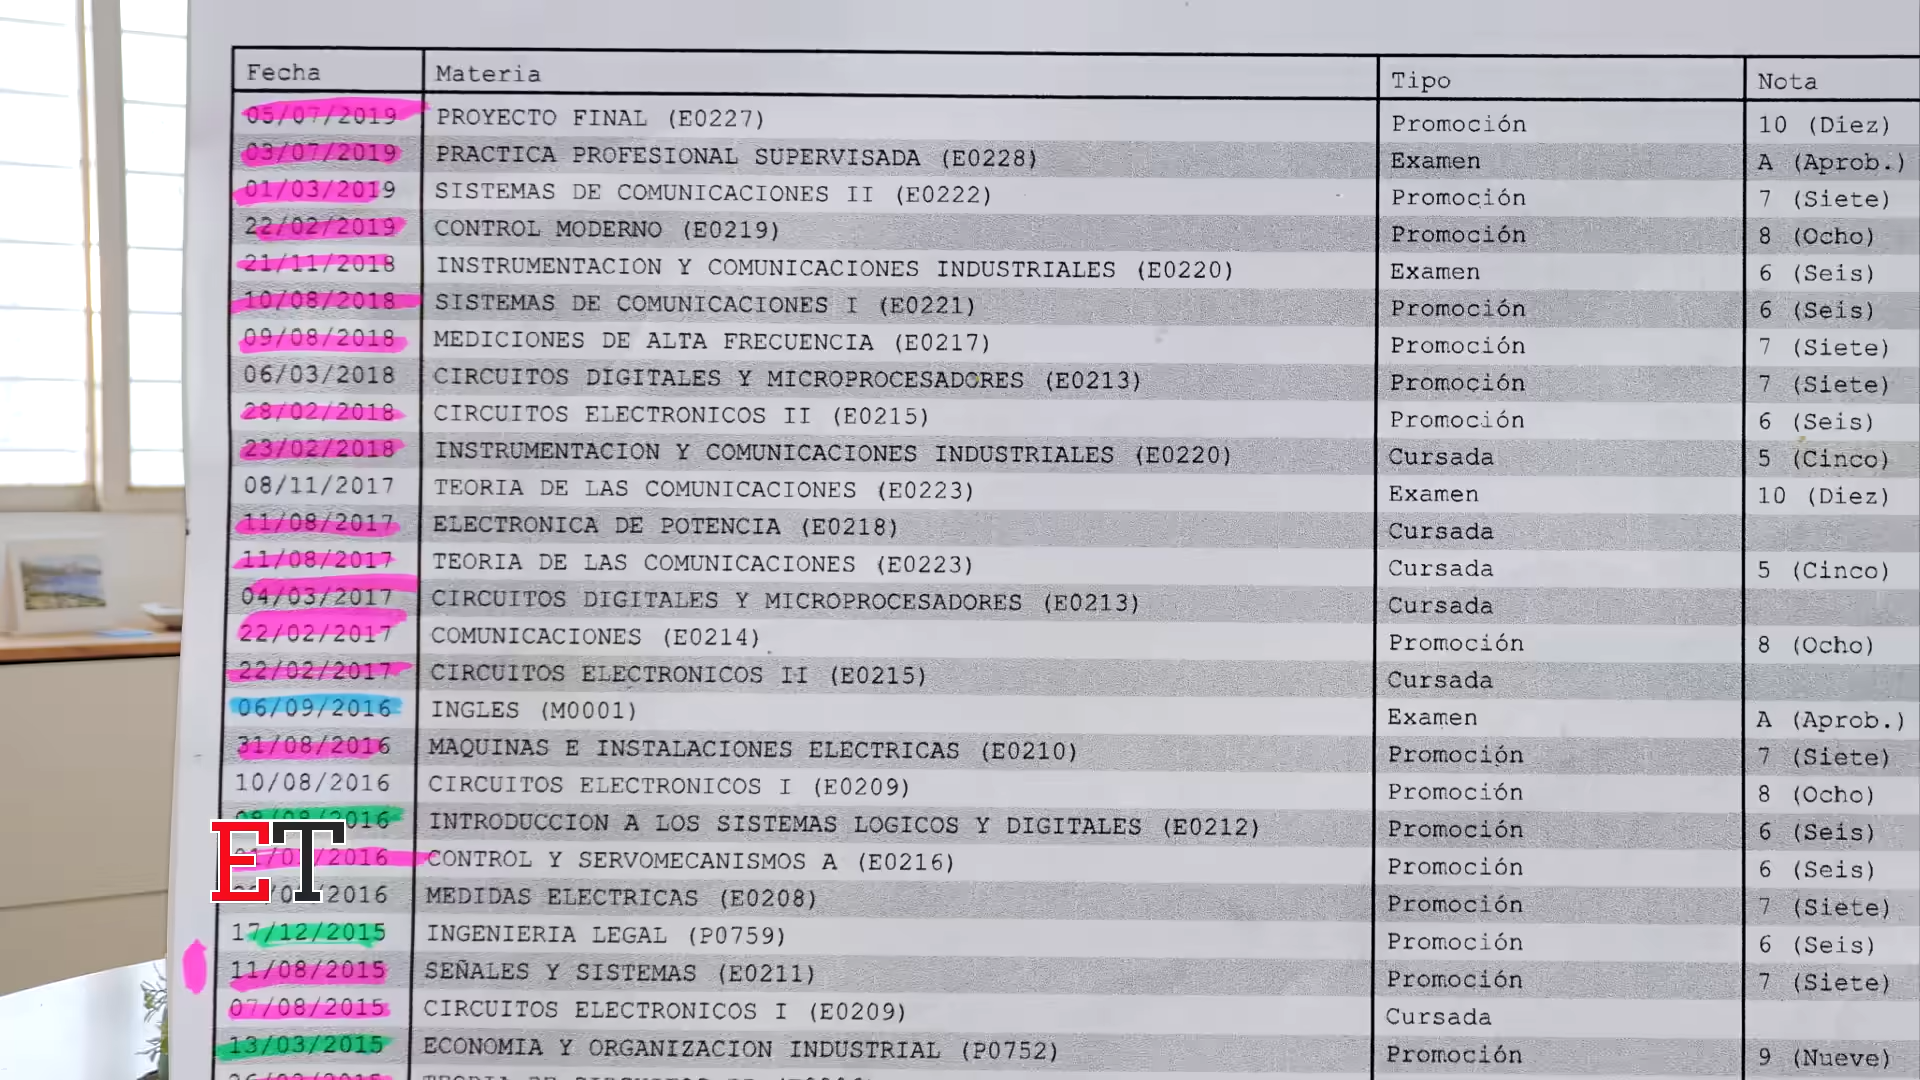 Fecha Materia Tipo Nota
05/07/2019 PROYECTO FINAL (E0227) Promoción 10 (Diez)
03/07/2019 PRACTICA PROFESIONAL SUPERVISADA (E0228) Examen A (Aprob.)
01/03/2019 SISTEMAS DE COMUNICACIONES II (E0222) Promoción 7 (Siete)
22/02/2019 CONTROL MODERNO (E0219) Promoción 8 (Ocho)
21/11/2018 INSTRUMENTACION Y COMUNICACIONES INDUSTRIALES (E0220) Examen 6 (Seis)
10/08/2018 SISTEMAS DE COMUNICACIONES I (E0221) Promoción 6 (Seis)
09/08/2018 MEDICIONES DE ALTA FRECUENCIA (E0217) Promoción 7 (Siete)
06/03/2018 CIRCUITOS DIGITALES Y MICROPROCESADORES (E0213) Promoción 7 (Siete)
28/02/2018 CIRCUITOS ELECTRONICOS II (E0215) Promoción 6 (Seis)
23/02/2018 INSTRUMENTACION Y COMUNICACIONES INDUSTRIALES (E0220) Cursada 5 (Cinco)
08/11/2017 TEORIA DE LAS COMUNICACIONES (E0223) Examen 10 (Diez)
11/08/2017 ELECTRONICA DE POTENCIA (E0218) Cursada
11/08/2017 TEORIA DE LAS COMUNICACIONES (E0223) Cursada 5 (Cinco)
04/03/2017 CIRCUITOS DIGITALES Y MICROPROCESADORES (E0213) Cursada
22/02/2017 COMUNICACIONES (E0214) Promoción 8 (Ocho)
22/02/2017 CIRCUITOS ELECTRONICOS II (E0215) Cursada
06/09/2016 INGLES (M0001) Examen A (Aprob.)
31/08/2016 MAQUINAS E INSTALACIONES ELECTRICAS (E0210) Promoción 7 (Siete)
10/08/2016 CIRCUITOS ELECTRONICOS I (E0209) Promoción 8 (Ocho)
08/08/2016 INTRODUCCION A LOS SISTEMAS LOGICOS Y DIGITALES (E0212) Promoción 6 (Seis)
ET
CONTROL Y SERVOMECANISMOS A (E0216) Promoción 6 (Seis)
MEDIDAS ELECTRICAS (E0208) Promoción 7 (Siete)
17/12/2015 INGENIERIA LEGAL (P0759) Promoción 6 (Seis)
11/08/2015 SEÑALES Y SISTEMAS (E0211) Promoción 7 (Siete)
07/08/2015 CIRCUITOS ELECTRONICOS I (E0209) Cursada
13/03/2015 ECONOMIA Y ORGANIZACION INDUSTRIAL (P0752) Promoción 9 (Nueve)